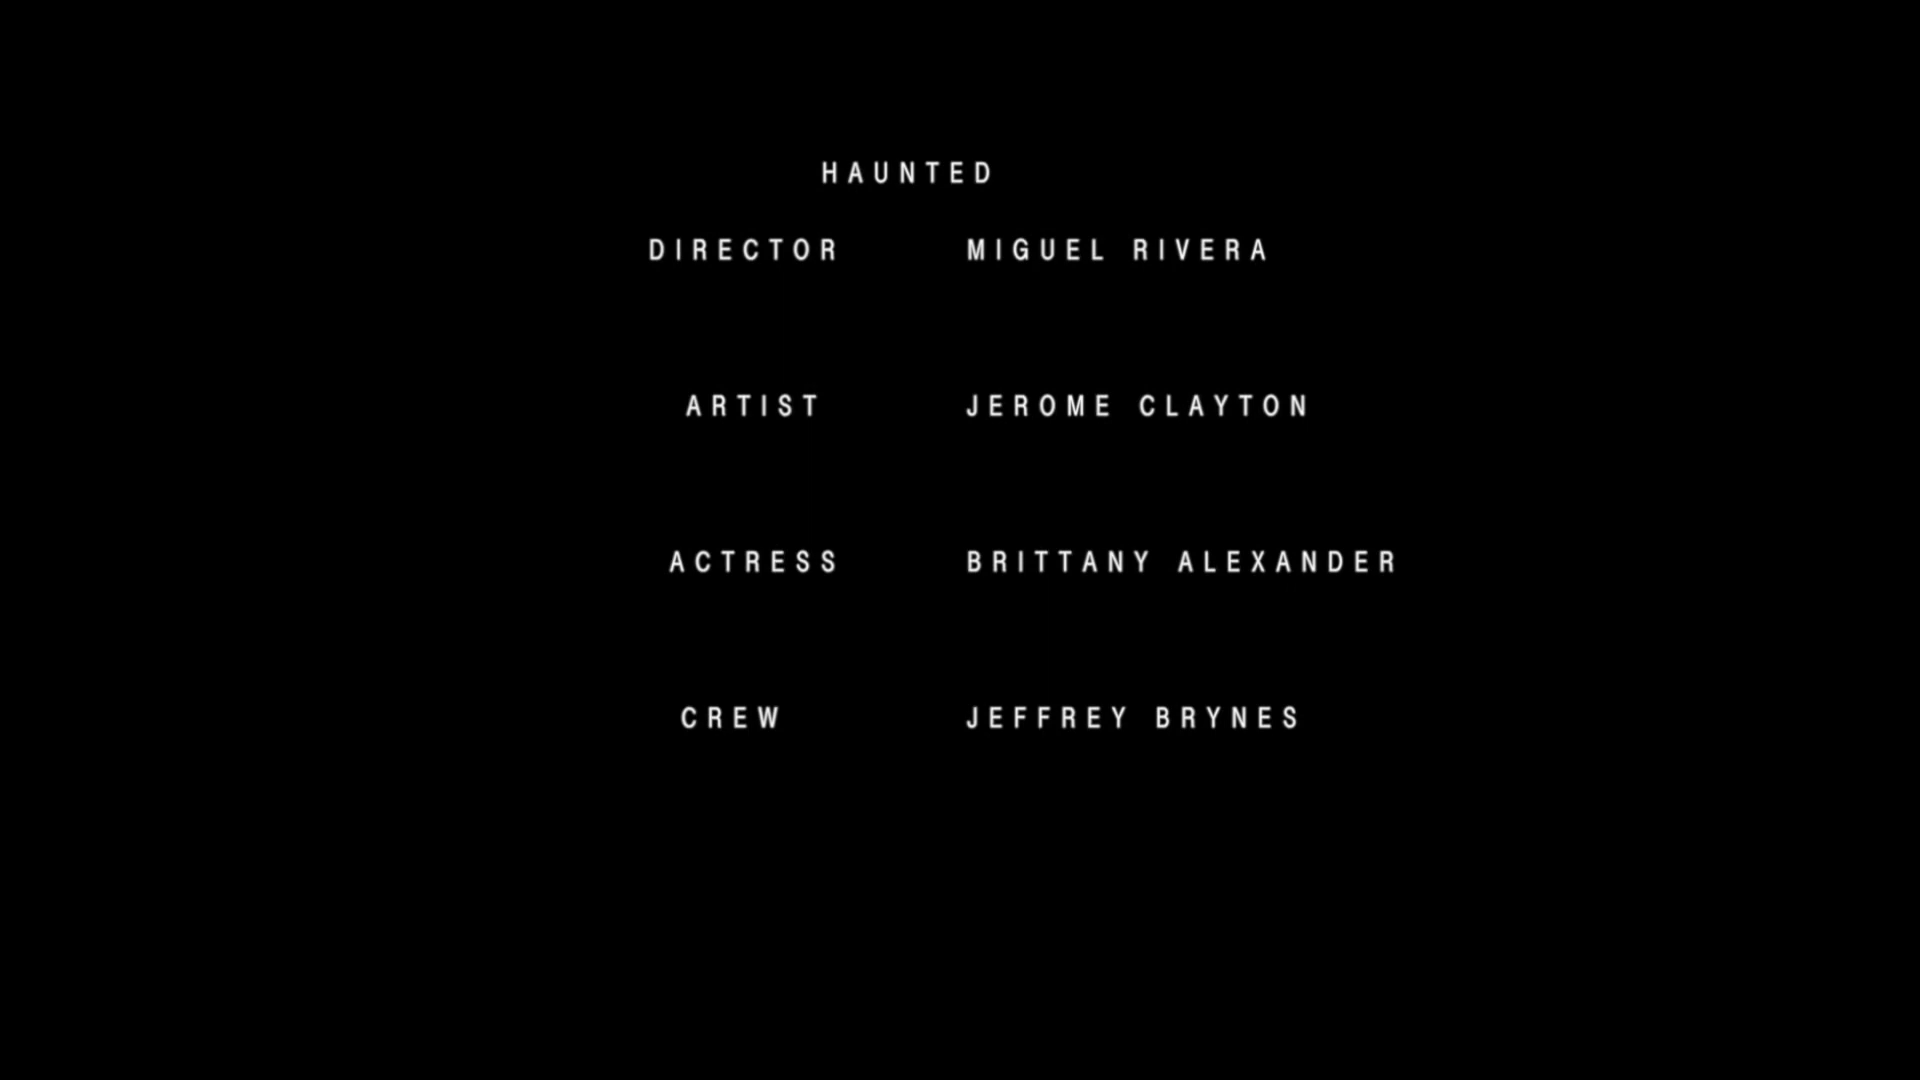 HAUNTED
DIRECTOR MIGUEL RIVERA
ARTIST JEROME CLAYTON
ACTRESS BRITTANY ALEXANDER
CREW JEFFREY BRYNES